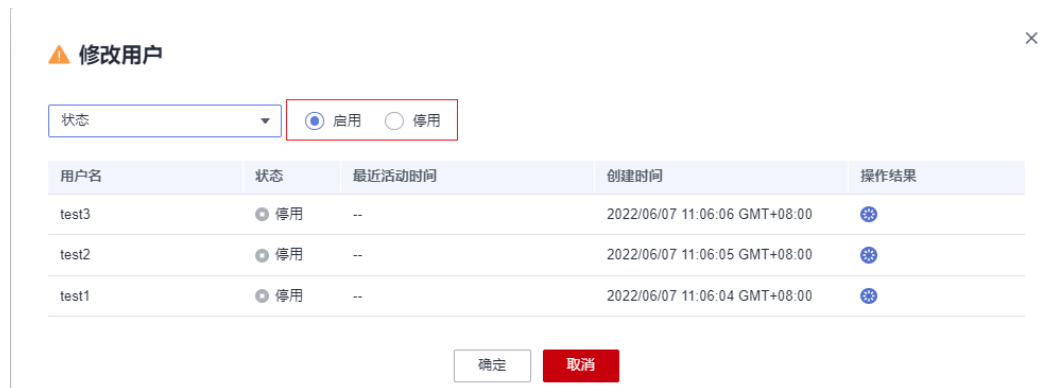 修改用户
状态 启用 停用
用户名 状态 最近活动时间 创建时间 操作结果
test3 停用 -- 2022/06/07 11:06:06 GMT+08:00
test2 停用 -- 2022/06/07 11:06:05 GMT+08:00
test1 停用 -- 2022/06/07 11:06:04 GMT+08:00
确定 取消